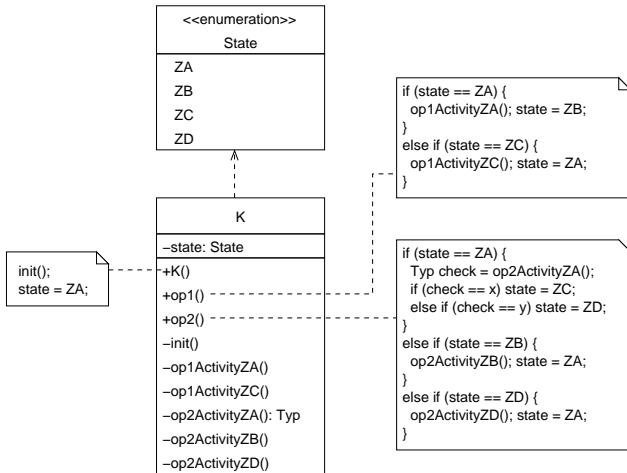 <<enumeration>>
State
ZA
ZB
ZC
ZD
K
−state: State
+K()
+op1()
+op2()
−init()
−op1ActivityZA()
−op1ActivityZC()
−op2ActivityZA(): Typ
−op2ActivityZB()
−op2ActivityZD()
init();
state = ZA;
if (state == ZA) {
op1ActivityZA(); state = ZB;
}
else if (state == ZC) {
op1ActivityZC(); state = ZA;
}
if (state == ZA) {
Typ check = op2ActivityZA();
if (check == x) state = ZC;
else if (check == y) state = ZD;
}
else if (state == ZB) {
op2ActivityZB(); state = ZA;
}
else if (state == ZD) {
op2ActivityZD(); state = ZA;
}